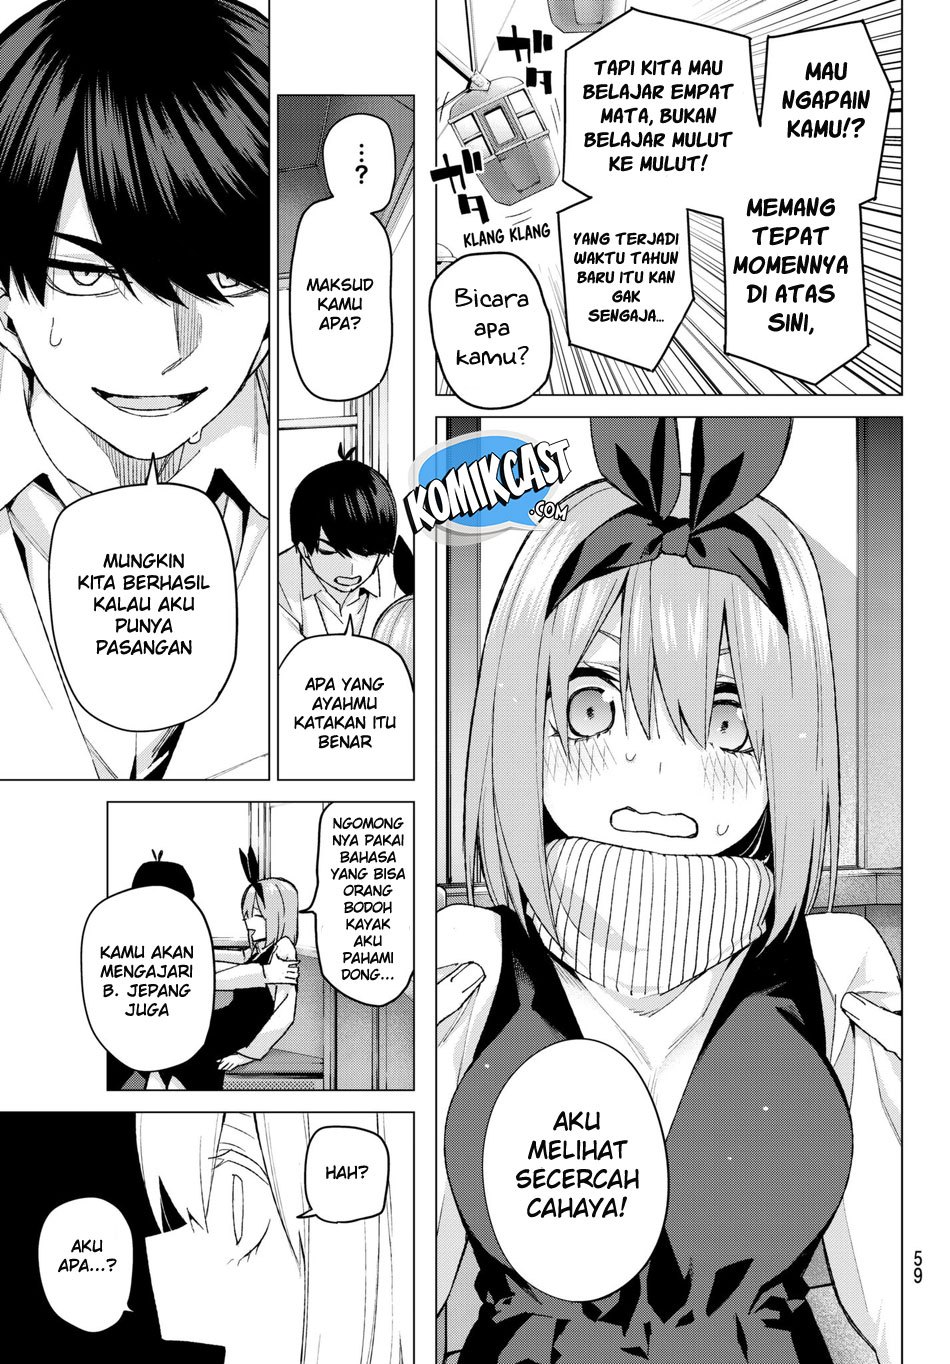 MAU
NGAPAIN
KAMU!?
MEMANG
TEPAT
MOMENNYA
DI ATAS
SINI,
TAPI KITA MAU
BELAJAR EMPAT
MATA, BUKAN
BELAJAR MULUT
KE MULUT!
YANG TERJADI
WAKTU TAHUN
BARU ITU KAN
GAK
SENGAJA...
ガタ
ガタ
KLANG KLANG
Bicara
apa
kamu?
AKU
MELIHAT
SECERCAH
CAHAYA!
...?
MAKSUD
KAMU
APA?
APA YANG
AYAHMU
KATAKAN ITU
BENAR
MUNGKIN
KITA BERHASIL
KALAU AKU
PUNYA
PASANGAN
NGOMONG
NYA PAKAI
BAHASA
YANG BISA
ORANG
BODOH
KAYAK
AKU
PAHAMI
DONG...
KAMU AKAN
MENGAJARI
B. JEPANG
JUGA
HAH?
AKU
APA...?
KOMIKCAST
.COM
59